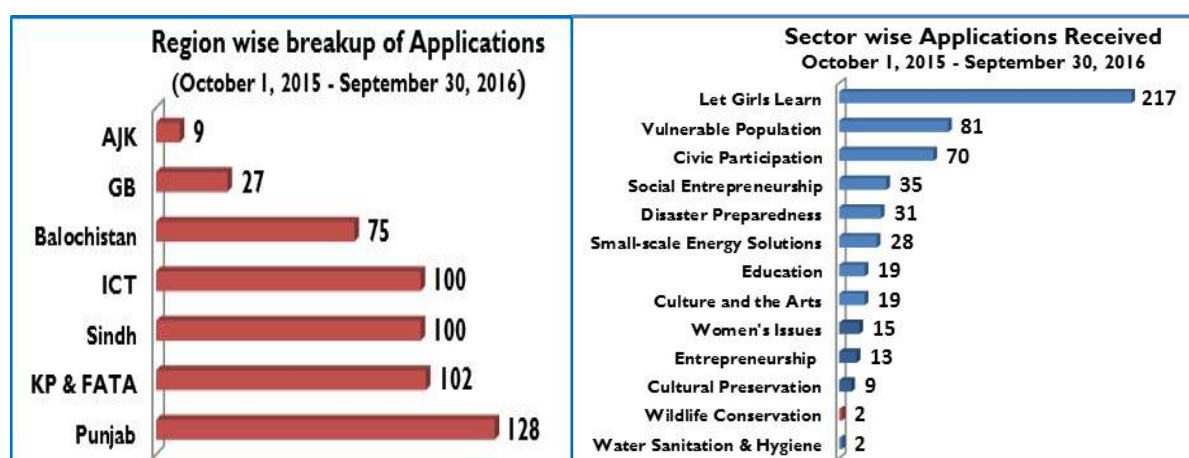 Region wise breakup of Applications
(October 1, 2015 - September 30, 2016)
AJK 9
GB 27
Balochistan 75
ICT 100
Sindh 100
KP & FATA 102
Punjab 128
Sector wise Applications Received
October 1, 2015 - September 30, 2016
Let Girls Learn 217
Vulnerable Population 81
Civic Participation 70
Social Entrepreneurship 35
Disaster Preparedness 31
Small-scale Energy Solutions 28
Education 19
Culture and the Arts 19
Women's Issues 15
Entrepreneurship 13
Cultural Preservation 9
Wildlife Conservation 2
Water Sanitation & Hygiene 2